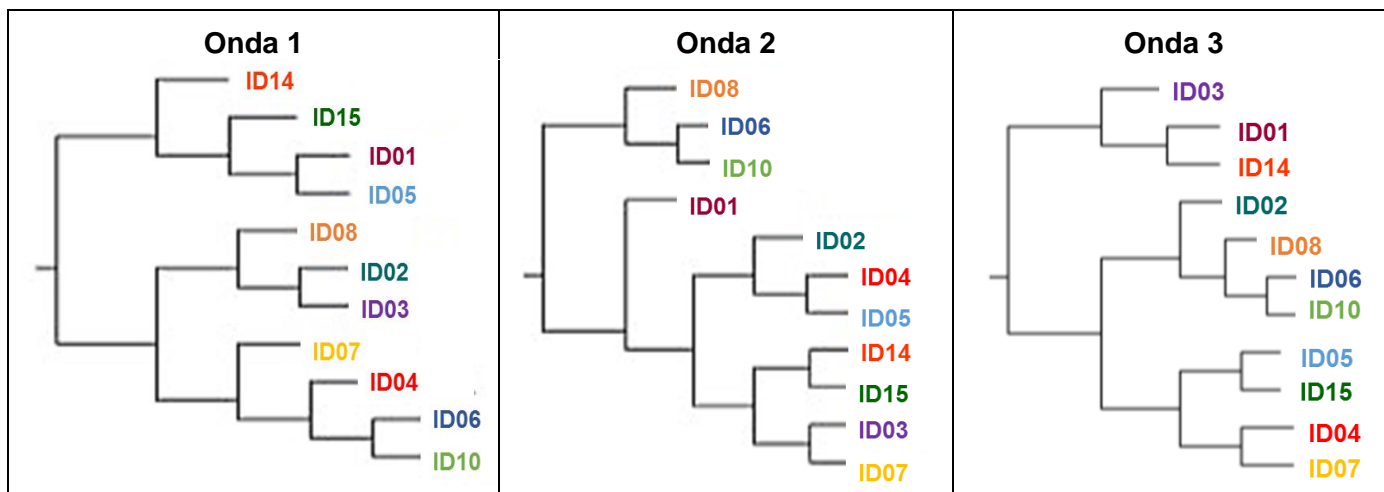 Onda 1
ID14
ID15
ID01
ID05
ID08
ID02
ID03
ID07
ID04
ID06
ID10
Onda 2
ID08
ID06
ID10
ID01
ID02
ID04
ID05
ID14
ID15
ID03
ID07
Onda 3
ID03
ID01
ID14
ID02
ID08
ID06
ID10
ID05
ID15
ID04
ID07